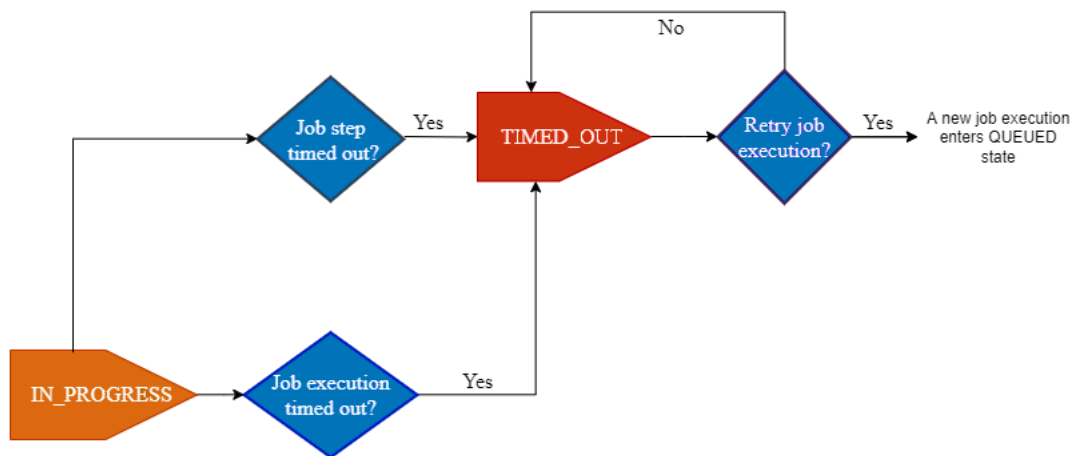 No
Job step
timed out?
Yes
TIMED_OUT
Retry job
execution?
Yes
A new job execution
enters QUEUED
state
IN_PROGRESS
Job execution
timed out?
Yes